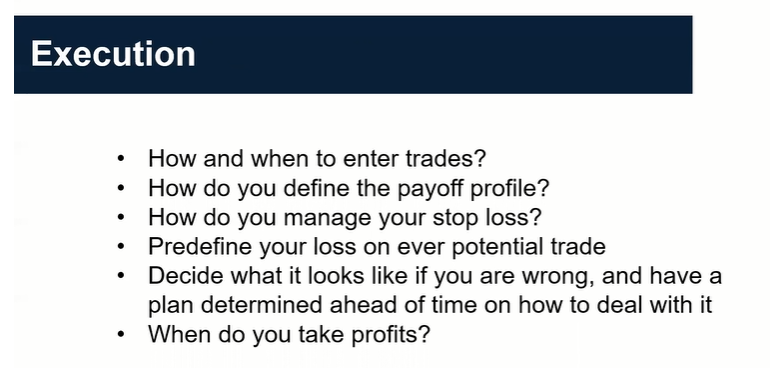 Execution
• How and when to enter trades?
• How do you define the payoff profile?
• How do you manage your stop loss?
• Predefine your loss on ever potential trade
• Decide what it looks like if you are wrong, and have a
plan determined ahead of time on how to deal with it
• When do you take profits?